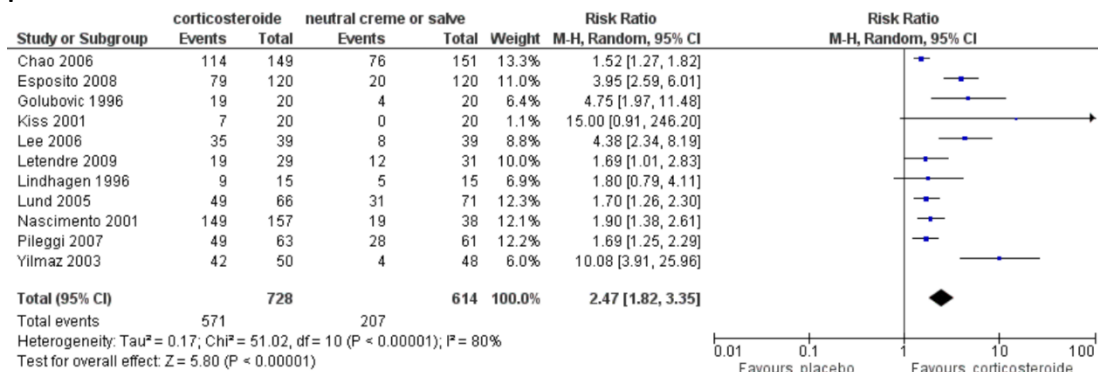 corticosteroide neutral creme or salve Risk Ratio Risk Ratio
Study or Subgroup Events Total Events Total Weight M-H, Random, 95% CI M-H, Random, 95% CI
Chao 2006 114 149 76 151 13.3% 1.52 [1.27, 1.82]
Esposito 2008 79 120 20 120 11.0% 3.95 [2.59, 6.01]
Golubovic 1996 19 20 4 20 6.4% 4.75 [1.97, 11.48]
Kiss 2001 7 20 0 20 1.1% 15.00 [0.91, 246.20]
Lee 2006 35 39 8 39 8.8% 4.38 [2.34, 8.19]
Letendre 2009 19 29 12 31 10.0% 1.69 [1.01, 2.83]
Lindhagen 1996 9 15 5 15 6.9% 1.80 [0.79, 4.11]
Lund 2005 49 66 31 71 12.3% 1.70 [1.26, 2.30]
Nascimento 2001 149 157 19 38 12.1% 1.90 [1.38, 2.61]
Pileggi 2007 49 63 28 61 12.2% 1.69 [1.25, 2.29]
Yilmaz 2003 42 50 4 48 6.0% 10.08 [3.91, 25.96]
Total (95% CI) 728 614 100.0% 2.47 [1.82, 3.35]
Total events 571 207
Heterogeneity: Tau² = 0.17; Chi² = 51.02, df = 10 (P < 0.00001); I² = 80%
Test for overall effect: Z = 5.80 (P < 0.00001)
0.01 0.1 1 10 100
Favours placebo Favours corticosteroide